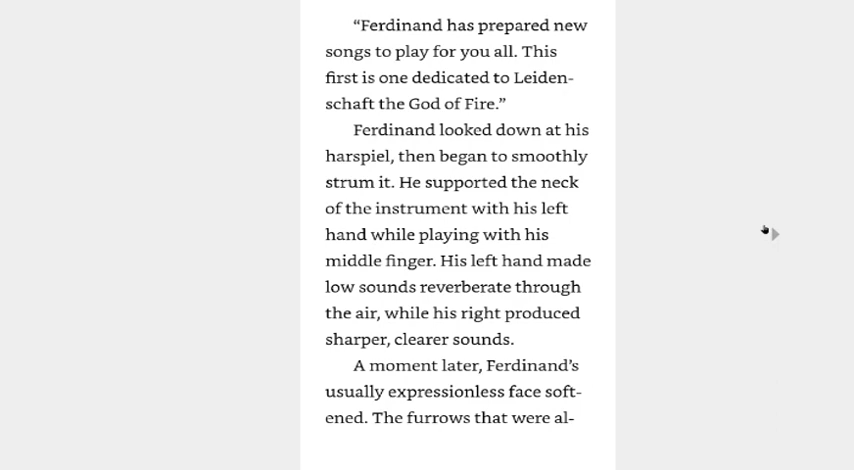 “Ferdinand has prepared new
songs to play for you all. This
first is one dedicated to Leiden-
schaft the God of Fire.”
Ferdinand looked down at his
harspiel, then began to smoothly
strum it. He supported the neck
of the instrument with his left
hand while playing with his
middle finger. His left hand made
low sounds reverberate through
the air, while his right produced
sharper, clearer sounds.
A moment later, Ferdinand’s
usually expressionless face soft-
ened. The furrows that were al-